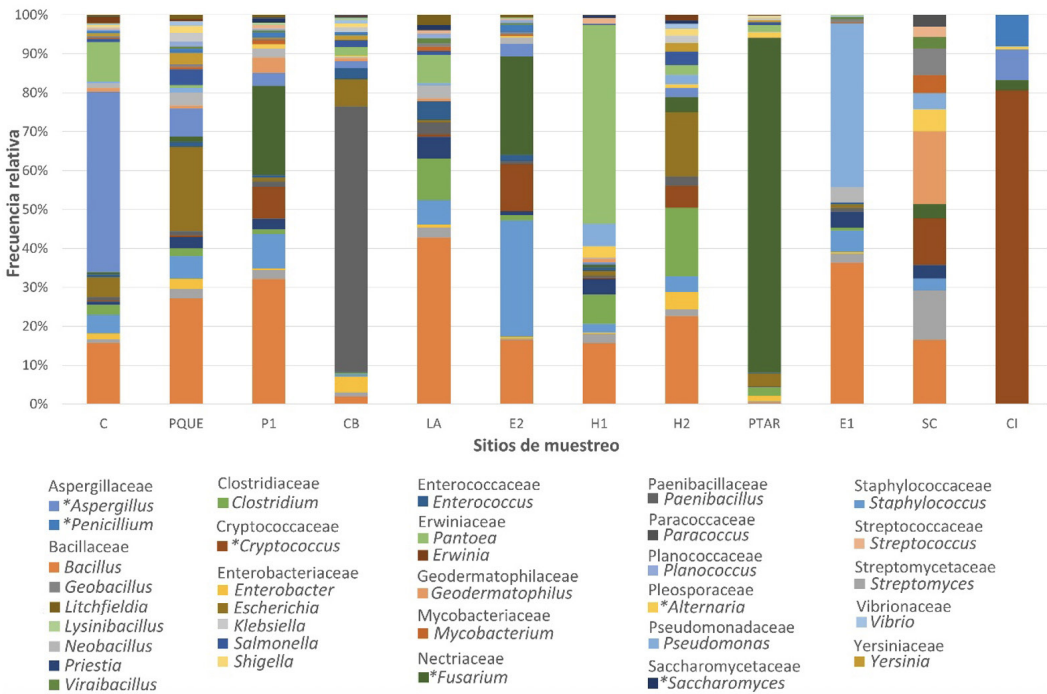 100%
90%
80%
70%
60%
50%
40%
30%
20%
10%
0%
Frecuencia relativa
C PQUE P1 CB LA E2 H1 H2 PTAR E1 SC CI
Sitios de muestreo
Aspergillaceae
*Aspergillus
*Penicillium
Bacillaceae
Bacillus
Geobacillus
Litchfieldia
Lysinibacillus
Neobacillus
Priestia
Viraibacillus
Clostridiaceae
Clostridium
Cryptococcaceae
*Cryptococcus
Enterobacteriaceae
Enterobacter
Escherichia
Klebsiella
Salmonella
Shigella
Enterococcaceae
Enterococcus
Erwiniaceae
Pantoea
Erwinia
Geodermatophilaceae
Geodermatophilus
Mycobacteriaceae
Mycobacterium
Nectriaceae
*Fusarium
Paenibacillaceae
Paenibacillus
Paracoccaceae
Paracoccus
Planococcaceae
Planococcus
Pleosporaceae
*Alternaria
Pseudomonadaceae
Pseudomonas
Saccharomycetaceae
*Saccharomyces
Staphylococcaceae
Staphylococcus
Streptococcaceae
Streptococcus
Streptomycetaceae
Streptomyces
Vibrionaceae
Vibrio
Yersiniaceae
Yersinia